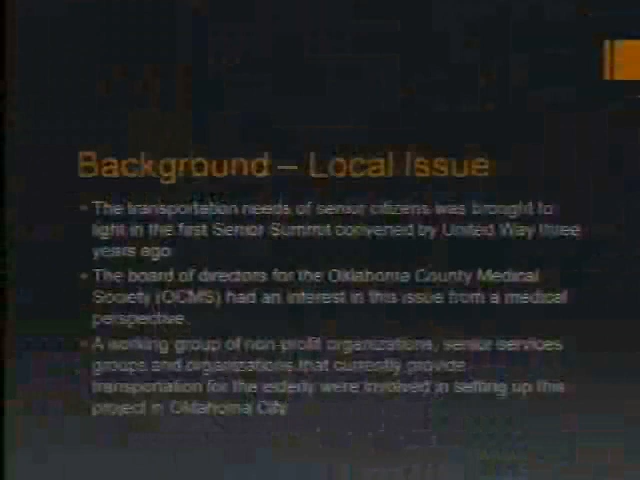 Background – Local Issue
The transportation needs of senior citizens was brought to
light in the first Senior Summit convened by United Way three
years ago.
The board of directors for the Oklahoma County Medical
Society (OCMS) had an interest in this issue from a medical
perspective.
A working group of non-profit organizations, senior services
groups and organizations that currently provide
transportation for the elderly were involved in setting up this
project in Oklahoma City.